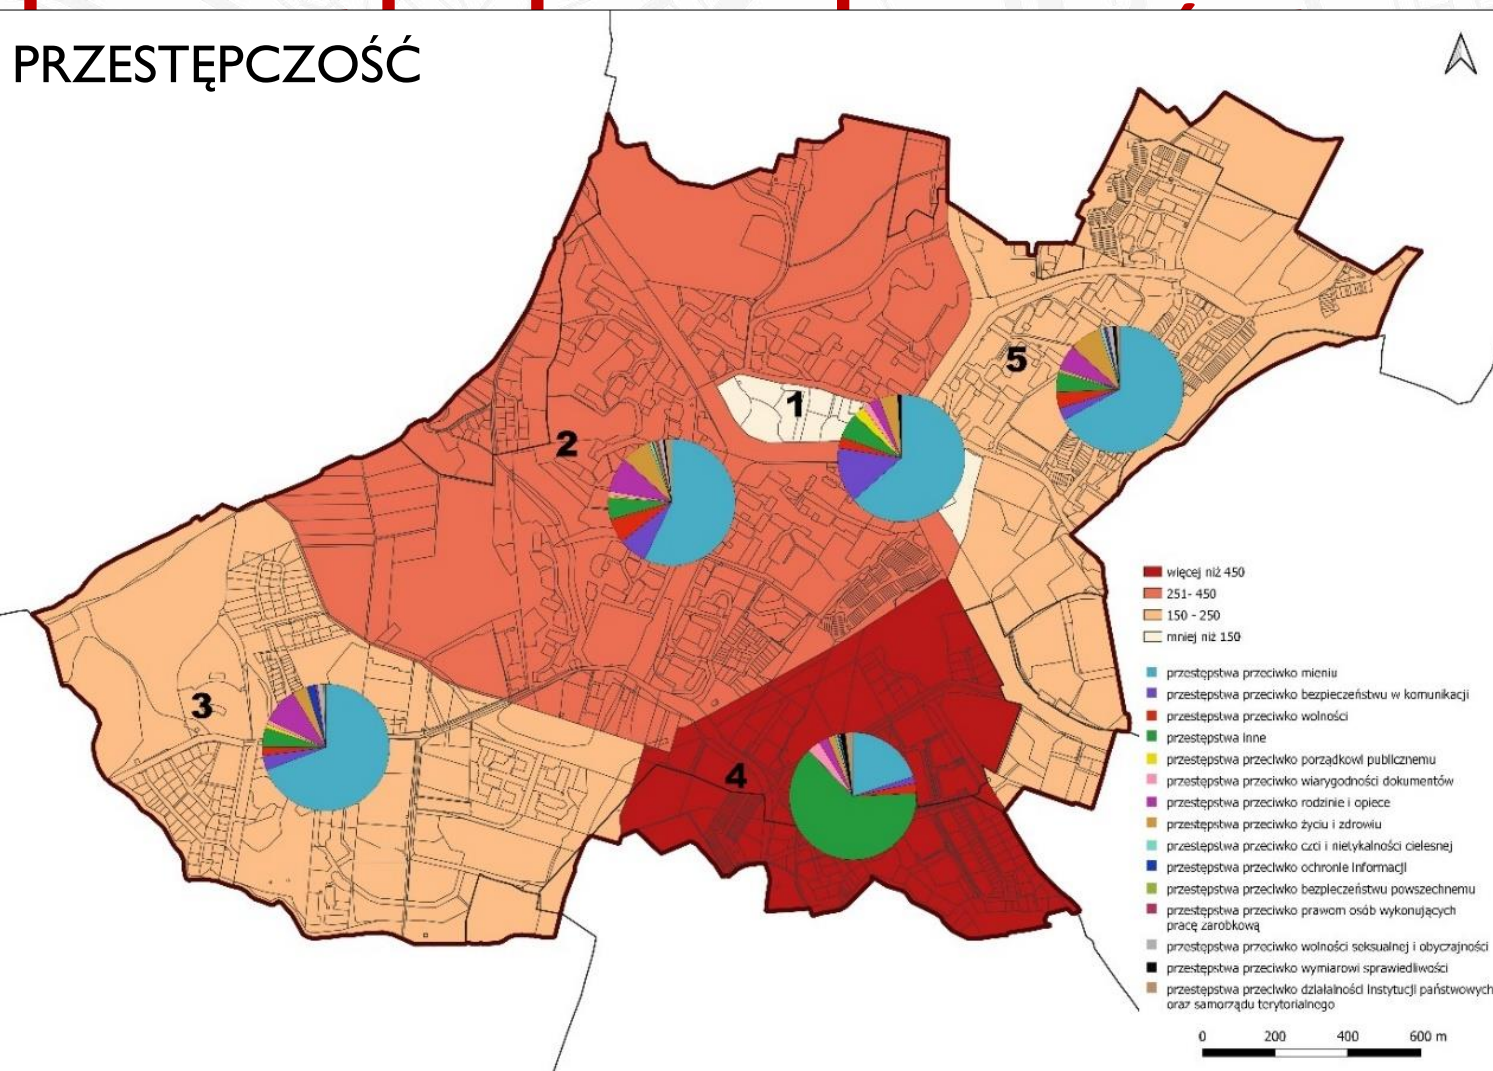 PRZESTĘPCZOŚĆ
1
2
3
4
5
więcej niż 450
251- 450
150 - 250
mniej niż 150
przestępstwa przeciwko mieniu
przestępstwa przeciwko bezpieczeństwu w komunikacji
przestępstwa przeciwko wolności
przestępstwa inne
przestępstwa przeciwko porządkowi publicznemu
przestępstwa przeciwko wiarygodności dokumentów
przestępstwa przeciwko rodzinie i opiece
przestępstwa przeciwko życiu i zdrowiu
przestępstwa przeciwko czci i nietykalności cielesnej
przestępstwa przeciwko ochronie informacji
przestępstwa przeciwko bezpieczeństwu powszechnemu
przestępstwa przeciwko prawom osób wykonujących
pracę zarobkową
przestępstwa przeciwko wolności seksualnej i obyczajności
przestępstwa przeciwko wymiarowi sprawiedliwości
przestępstwa przeciwko działalności instytucji państwowych
oraz samorządu terytorialnego
0 200 400 600 m